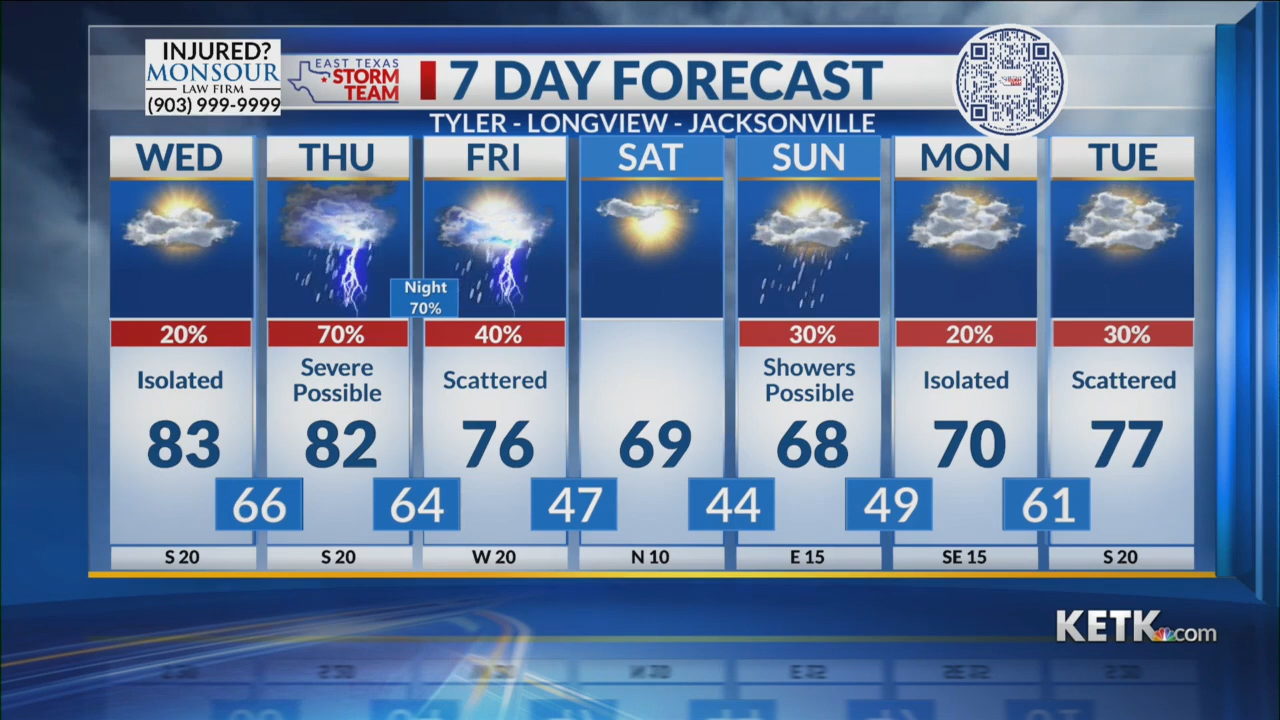 INJURED?
MONSOUR
LAW FIRM
(903) 999-9999
EAST TEXAS
STORM
TEAM
7 DAY FORECAST
TYLER - LONGVIEW - JACKSONVILLE
WED THU FRI SAT SUN MON TUE
Night
70%
20% 70% 40% 30% 20% 30%
Isolated
Severe
Possible
Scattered
Showers
Possible
Isolated
Scattered
83 82 76 69 68 70 77
66 64 47 44 49 61
S 20 S 20 W 20 N 10 E 15 SE 15 S 20
KETK.com